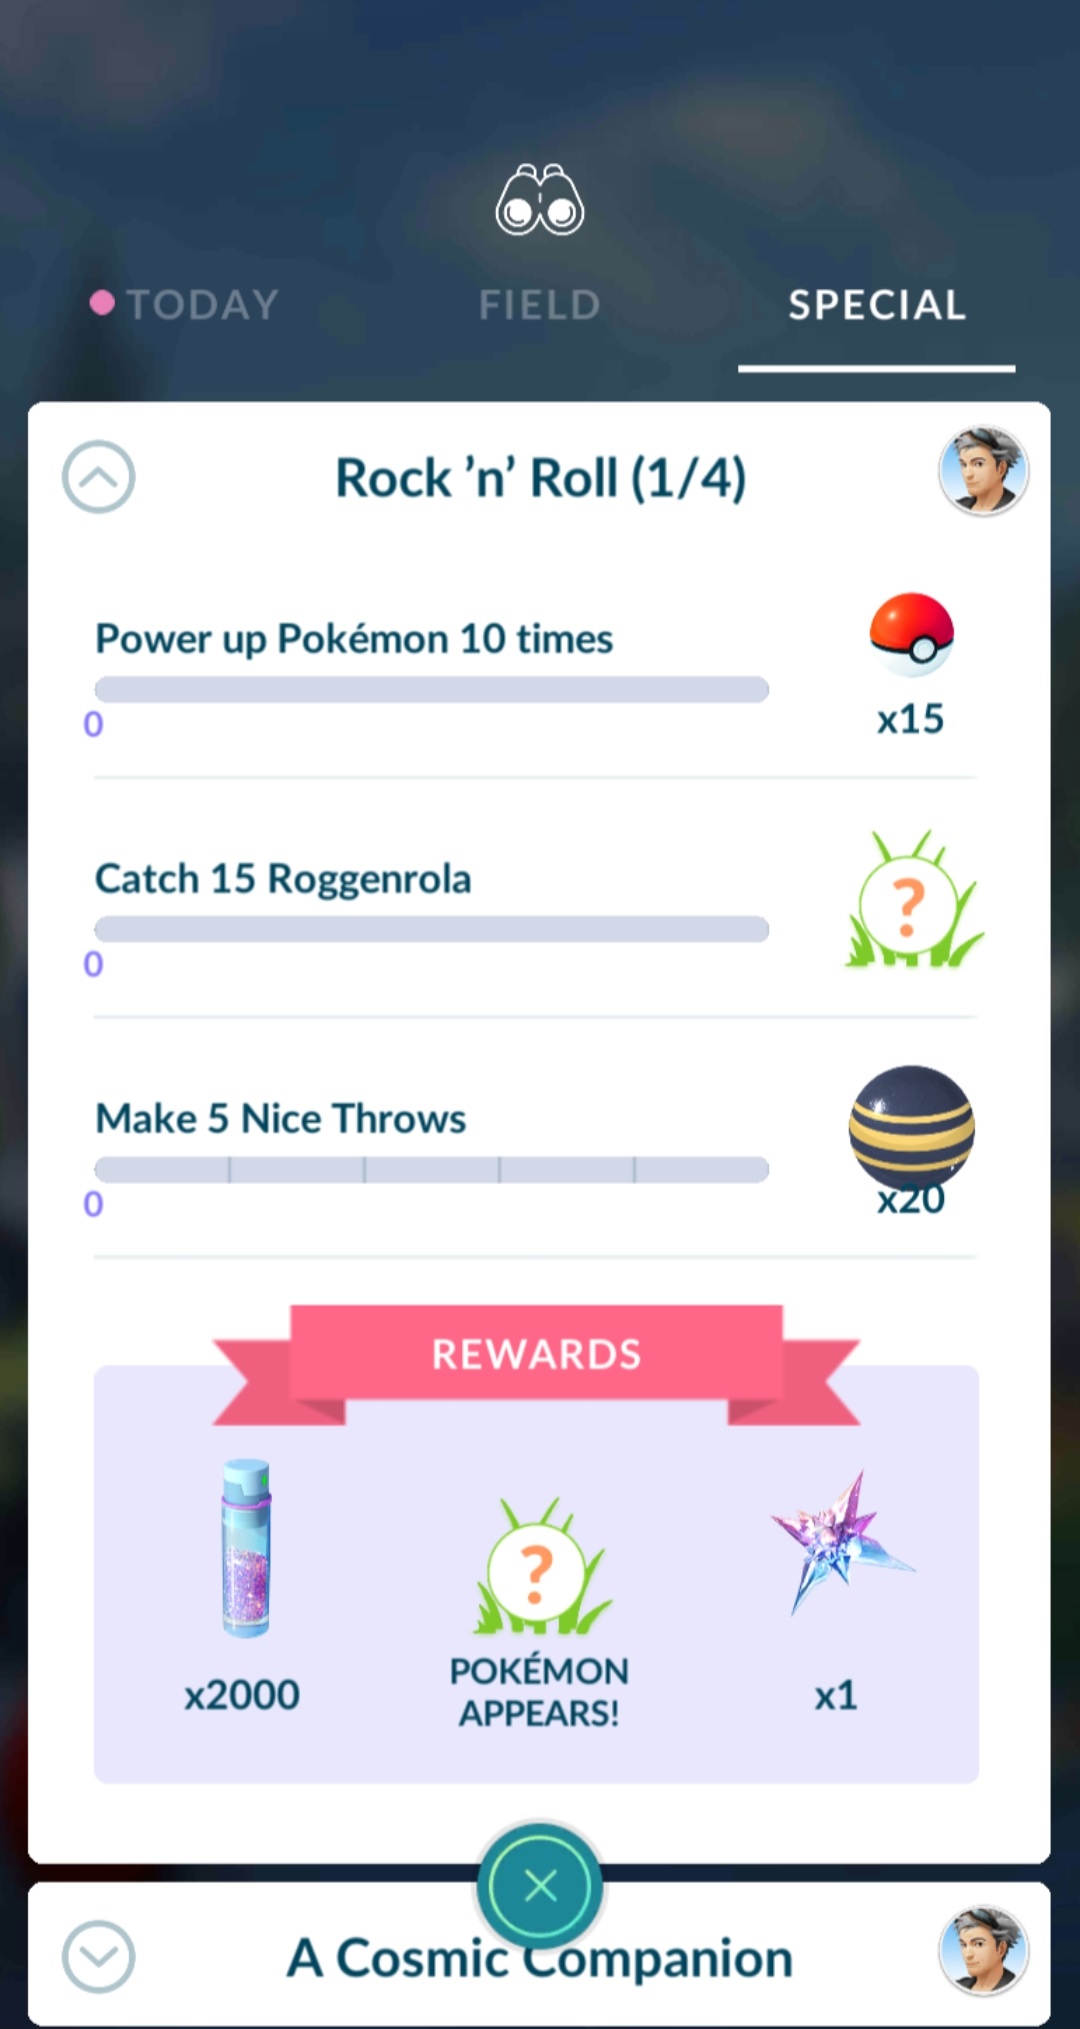 TODAY FIELD SPECIAL
Rock ’n’ Roll (1/4)
Power up Pokémon 10 times
0
x15
Catch 15 Roggenrola
0
?
Make 5 Nice Throws
0
x20
REWARDS
?
x2000
POKÉMON
APPEARS!
x1
A Cosmic Companion